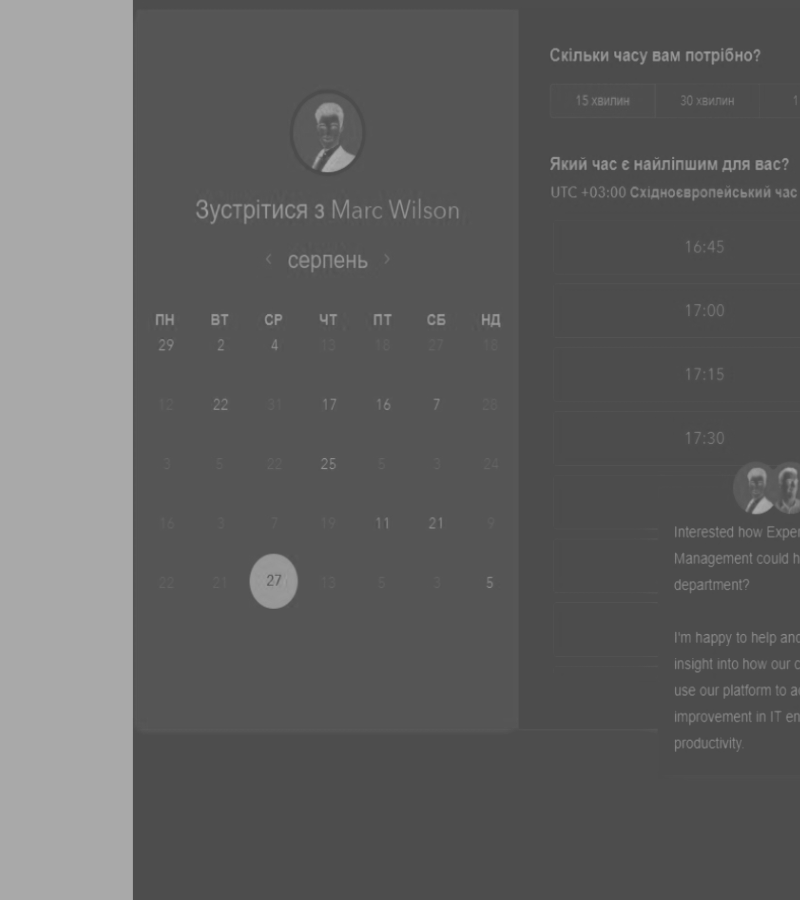 Зустрітися з Marc Wilson
‹ серпень ›
ПН ВТ СР ЧТ ПТ СБ НД
29 2 4 13 18 27 18
12 22 31 17 16 7 28
3 5 22 25 5 3 24
16 3 7 19 11 21 9
22 21 27 13 5 3 5
Скільки часу вам потрібно?
15 хвилин 30 хвилин 1
Який час є найліпшим для вас?
UTC +03:00 Східноєвропейський час
16:45
17:00
17:15
17:30
Interested how Exper
Management could h
department?
I'm happy to help and
insight into how our c
use our platform to ac
improvement in IT en
productivity.